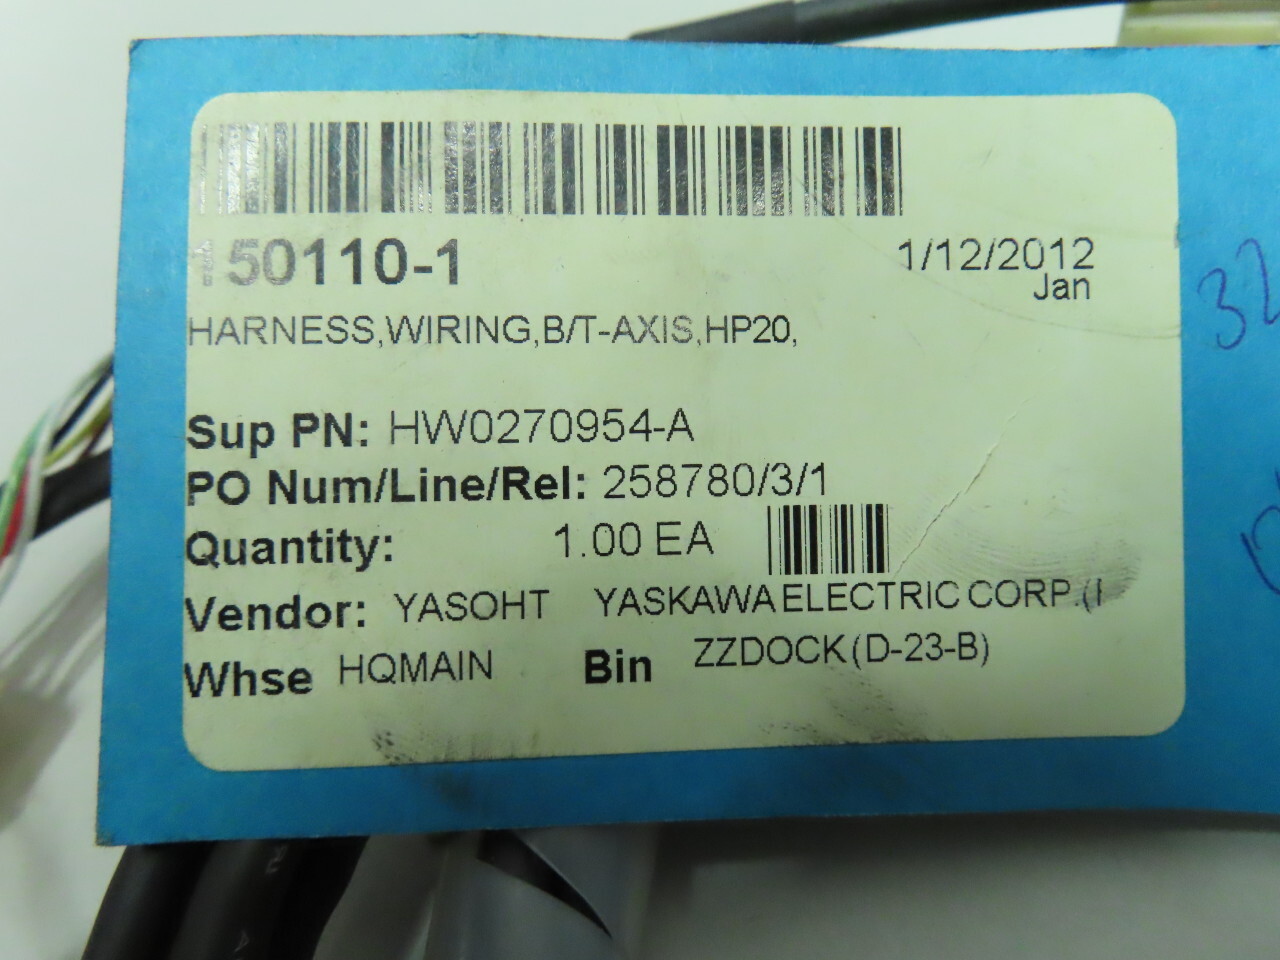 150110-1
1/12/2012
Jan
HARNESS,WIRING,B/T-AXIS,HP20,
Sup PN: HW0270954-A
PO Num/Line/Rel: 258780/3/1
Quantity: 1.00 EA
Vendor: YASOHT YASKAWA ELECTRIC CORP.(I
Whse HQMAIN Bin ZZDOCK(D-23-B)
32